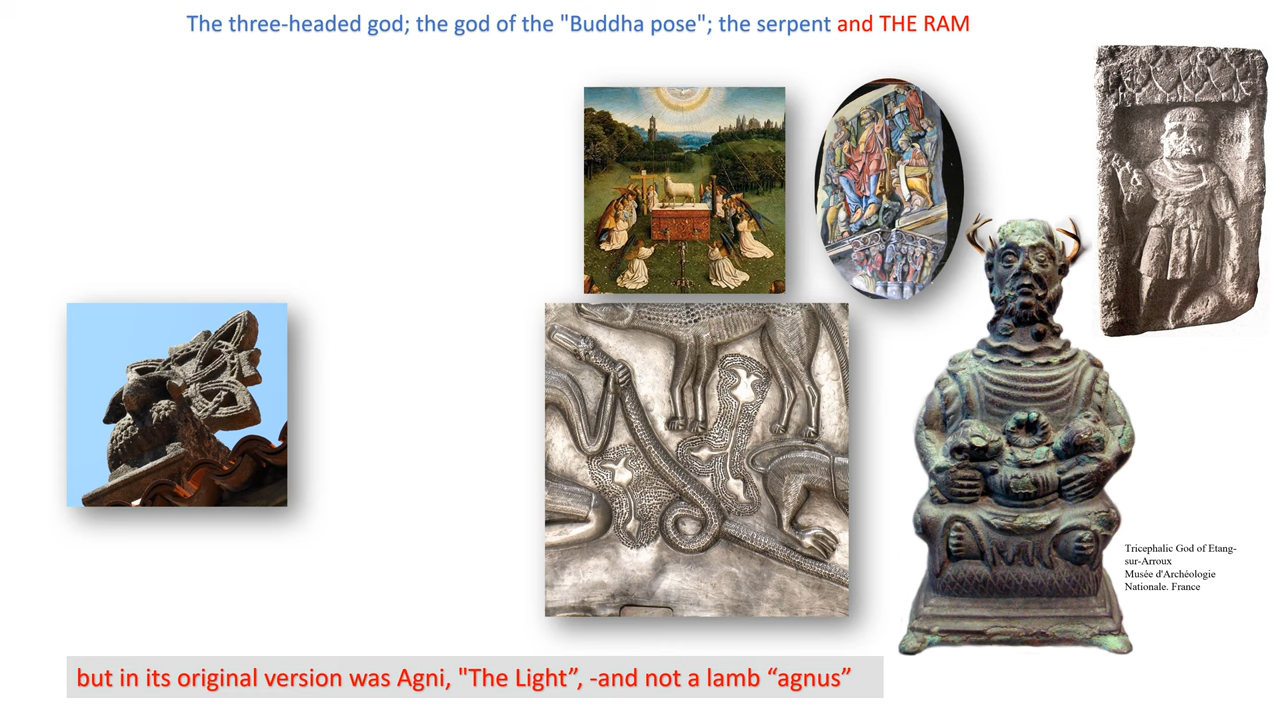 The three-headed god; the god of the "Buddha pose"; the serpent and THE RAM
Tricephalic God of Etang-
sur-Arroux
Musée d'Archéologie
Nationale. France
but in its original version was Agni, "The Light”, -and not a lamb “agnus”